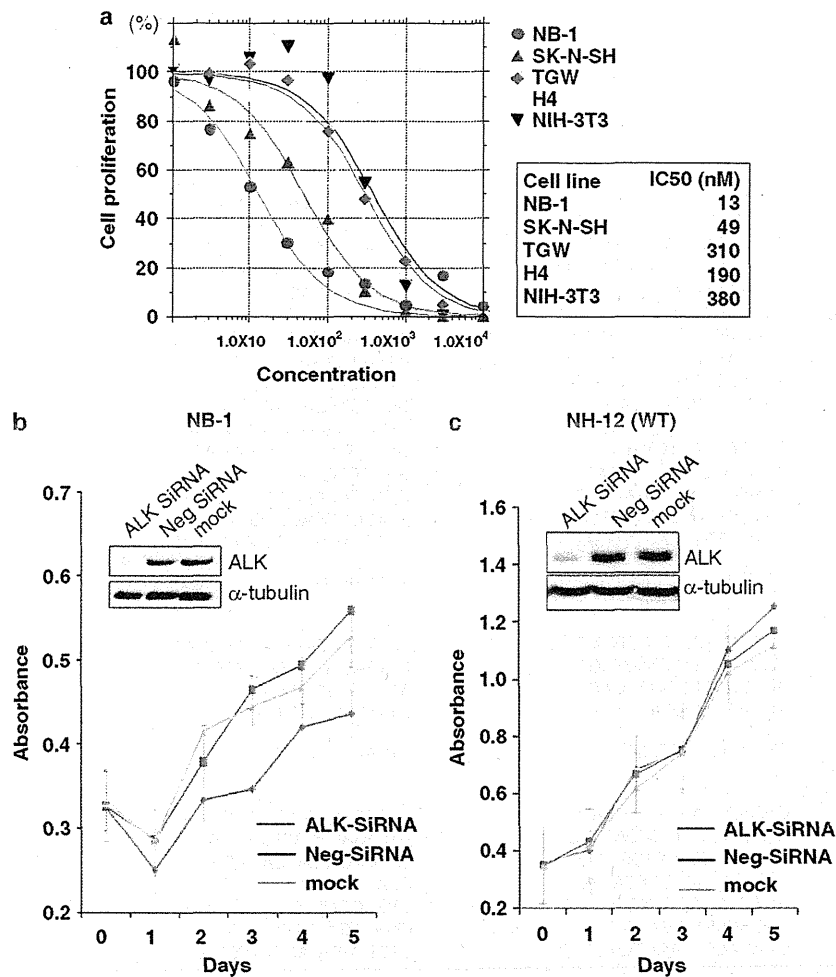 a
(%)
100
80
60
40
20
0
Cell proliferation
1.0X10
1.0X10²
1.0X10³
1.0X10⁴
Concentration
NB-1
SK-N-SH
TGW
H4
NIH-3T3
Cell line IC50 (nM)
NB-1 13
SK-N-SH 49
TGW 310
H4 190
NIH-3T3 380
b
NB-1
0.7
0.6
0.5
0.4
0.3
0.2
Absorbance
ALK SiRNA
Neg SiRNA
mock
ALK
α-tubulin
ALK-SiRNA
Neg-SiRNA
mock
0 1 2 3 4 5
Days
c
NH-12 (WT)
1.6
1.4
1.2
1.0
0.8
0.6
0.4
0.2
Absorbance
ALK SiRNA
Neg SiRNA
mock
ALK
α-tubulin
ALK-SiRNA
Neg-SiRNA
mock
0 1 2 3 4 5
Days